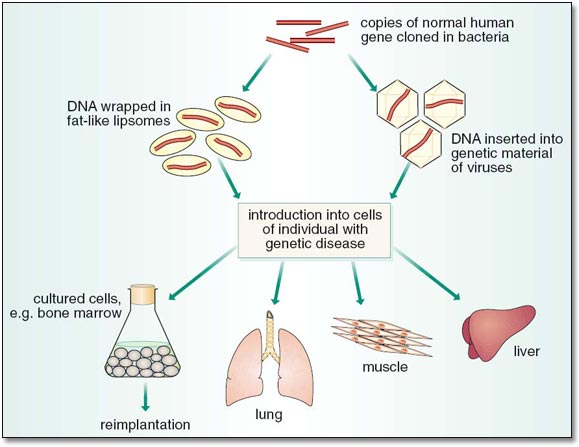 copies of normal human
gene cloned in bacteria
DNA wrapped in
fat-like lipsomes
DNA inserted into
genetic material
of viruses
introduction into cells
of individual with
genetic disease
cultured cells,
e.g. bone marrow
reimplantation
lung
muscle
liver